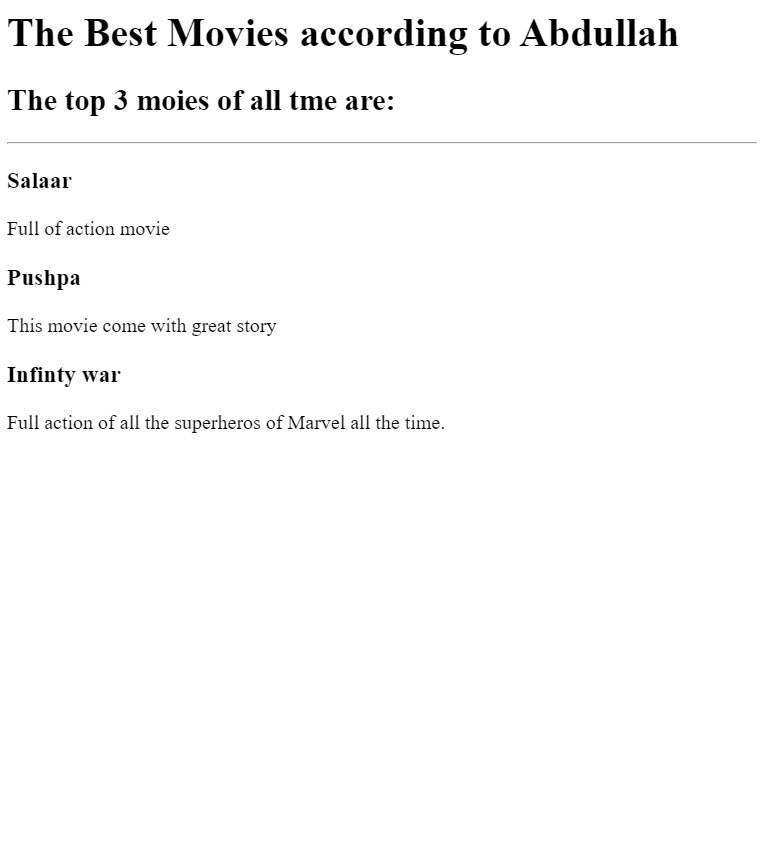 The Best Movies according to Abdullah
The top 3 moies of all tme are:
Salaar
Full of action movie
Pushpa
This movie come with great story
Infinty war
Full action of all the superheros of Marvel all the time.